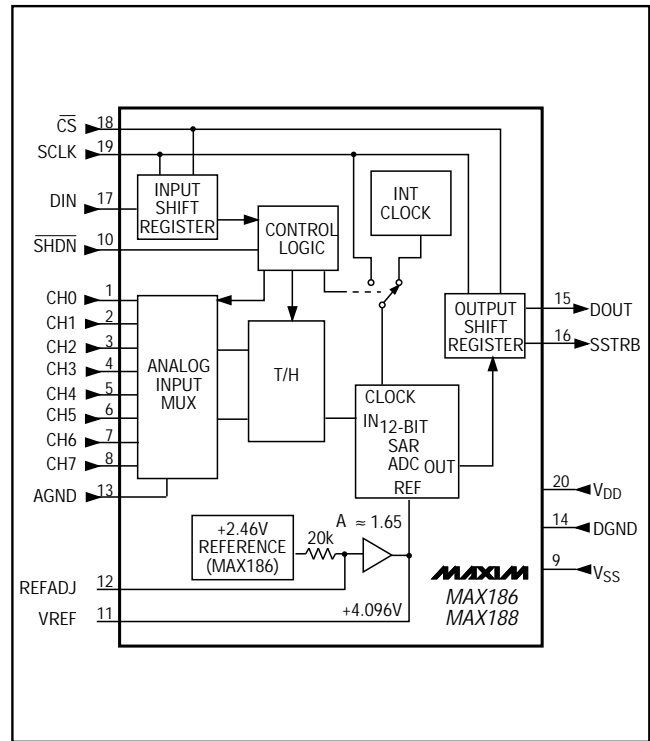 CS
18
SCLK
19
DIN
17
SHDN
10
INPUT
SHIFT
REGISTER
CONTROL
LOGIC
INT
CLOCK
CH0
1
CH1
2
CH2
3
CH3
4
CH4
5
CH5
6
CH6
7
CH7
8
AGND
13
ANALOG
INPUT
MUX
T/H
CLOCK
IN
12-BIT
SAR
ADC
OUT
REF
OUTPUT
SHIFT
REGISTER
15
DOUT
16
SSTRB
20
VDD
14
DGND
9
VSS
+2.46V
REFERENCE
(MAX186)
20k
A ≈ 1.65
REFADJ
12
VREF
11
+4.096V
MAXIM
MAX186
MAX188